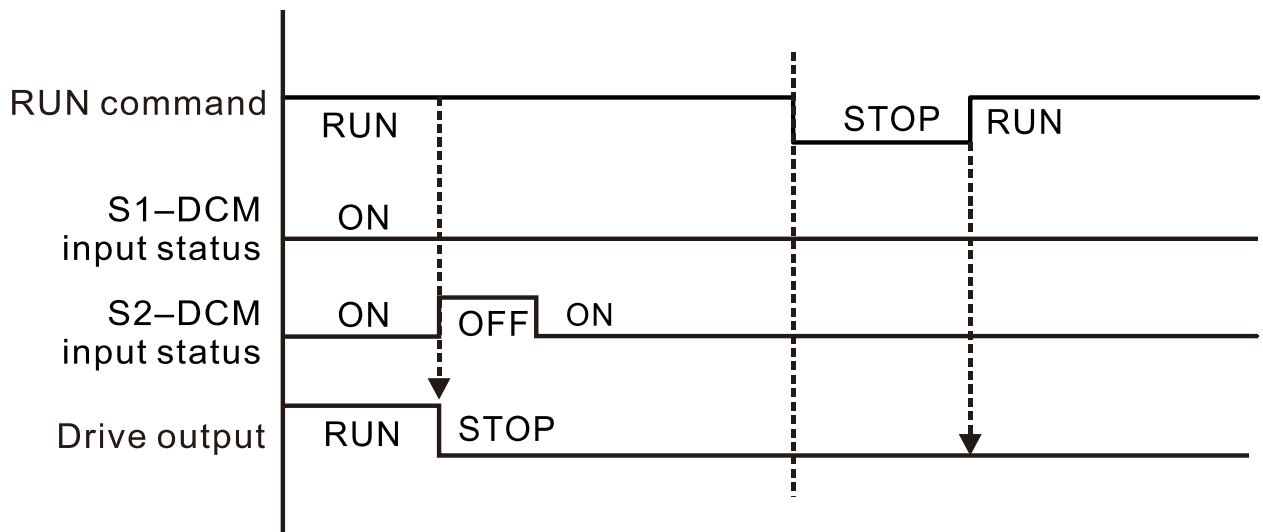 RUN command
RUN
STOP
RUN
S1–DCM
input status
ON
S2–DCM
input status
ON
OFF
ON
Drive output
RUN
STOP